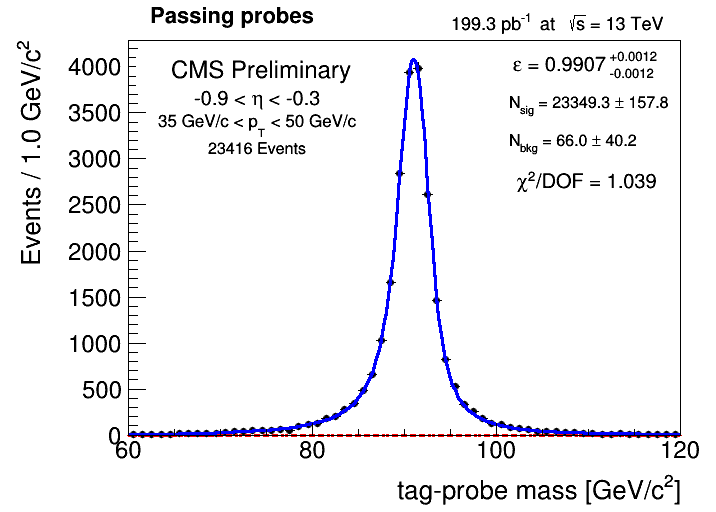 Passing probes
199.3 pb⁻¹ at √s = 13 TeV
CMS Preliminary
-0.9 < η < -0.3
35 GeV/c < p_T < 50 GeV/c
23416 Events
ε = 0.9907 +0.0012 -0.0012
N_sig = 23349.3 ± 157.8
N_bkg = 66.0 ± 40.2
χ²/DOF = 1.039
Events / 1.0 GeV/c²
4000
3500
3000
2500
2000
1500
1000
500
0
60 80 100 120
tag-probe mass [GeV/c²]